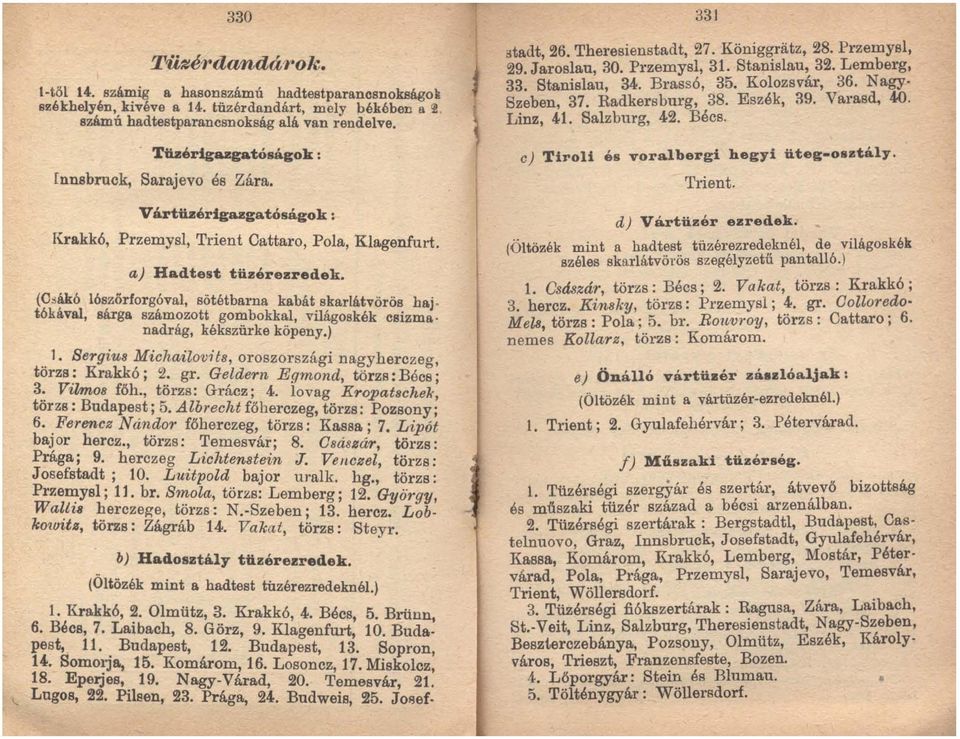 330
Tüzérdandárok.
1-től 14. számig a hasonszámú hadtestparancsnokságok
székhelyén, kivéve a 14. tüzérdandárt, mely békében a 2.
számú hadtestparancsnokság alá van rendelve.
Tüzérigazgatóságok:
Innsbruck, Sarajevo és Zára.
Vártüzérigazgatóságok:
Krakkó, Przemysl, Trient Cattaro, Pola, Klagenfurt.
a) Hadtest tüzérezredek.
(Csákó lószőrforgóval, sötétbarna kabát skarlátvörös haj-
tókával, sárga számozott gombokkal, világoskék csizma-
nadrág, kékszürke köpeny.)
1. Sergius Michailovits, oroszországi nagyherczeg,
törzs: Krakkó; 2. gr. Geldern Egmond, törzs: Bécs;
3. Vilmos főh., törzs: Grácz; 4. lovag Kropatschek,
törzs: Budapest; 5. Albrecht főherczeg, törzs: Pozsony;
6. Ferencz Nándor főherczeg, törzs: Kassa; 7. Lipót
bajor hercz., törzs: Temesvár; 8. Császár, törzs:
Prága; 9. herczeg Lichtenstein J. Venczel, törzs:
Josefstadt; 10. Luitpold bajor uralk. hg., törzs:
Przemysl; 11. br. Smola, törzs: Lemberg; 12. György,
Wallis herczege, törzs: N.-Szeben; 13. hercz. Lob-
kowitz, törzs: Zágráb 14. Vakat, törzs: Steyr.
b) Hadosztály tüzérezredek.
(Öltözék mint a hadtest tüzérezredeknél.)
1. Krakkó, 2. Olmütz, 3. Krakkó, 4. Bécs, 5. Brünn,
6. Bécs, 7. Laibach, 8. Görz, 9. Klagenfurt, 10. Buda-
pest, 11. Budapest, 12. Budapest, 13. Sopron,
14. Somorja, 15. Komárom, 16. Losoncz, 17. Miskolcz,
18. Eperjes, 19. Nagy-Várad, 20. Temesvár, 21.
Lugos, 22. Pilsen, 23. Prága, 24. Budweis, 25. Josef-
331
stadt, 26. Theresienstadt, 27. Königgrätz, 28. Przemysl,
29. Jaroslau, 30. Przemysl, 31. Stanislau, 32. Lemberg,
33. Stanislau, 34. Brassó, 35. Kolozsvár, 36. Nagy-
Szeben, 37. Radkersburg, 38. Eszék, 39. Varasd, 40.
Linz, 41. Salzburg, 42. Bécs.
c) Tiroli és voralbergi hegyi üteg-osztály.
Trient.
d) Vártüzér ezredek.
(Öltözék mint a hadtest tüzérezredeknél, de világoskék
széles skarlátvörös szegélyzetű pantalló.)
1. Császár, törzs: Bécs; 2. Vakat, törzs: Krakkó;
3. hercz. Kinsky, törzs: Przemysl; 4. gr. Colloredo-
Mels, törzs: Pola; 5. br. Rouvroy, törzs: Cattaro; 6.
nemes Kollarz, törzs: Komárom.
e) Önálló vártüzér zászlóaljak:
(Öltözék mint a vártüzér-ezredeknél.)
1. Trient; 2. Gyulafehérvár; 3. Pétervárad.
f) Műszaki tüzérség.
1. Tüzérségi szergyár és szertár, átvevő bizottság
és műszaki tüzér század a bécsi arzenálban.
2. Tüzérségi szertárak: Bergstadtl, Budapest, Cas-
telnuovo, Graz, Innsbruck, Josefstadt, Gyulafehérvár,
Kassa, Komárom, Krakkó, Lemberg, Mostár, Péter-
várad, Pola, Prága, Przemysl, Sarajevo, Temesvár,
Trient, Wöllersdorf.
3. Tüzérségi fiókszertárak: Ragusa, Zára, Laibach,
St.-Veit, Linz, Salzburg, Theresienstadt, Nagy-Szeben,
Beszterczebánya, Pozsony, Olmütz, Eszék, Károly-
város, Trieszt, Franzensfeste, Bozen.
4. Lőporgyár: Stein és Blumau.
5. Tölténygyár: Wöllersdorf.